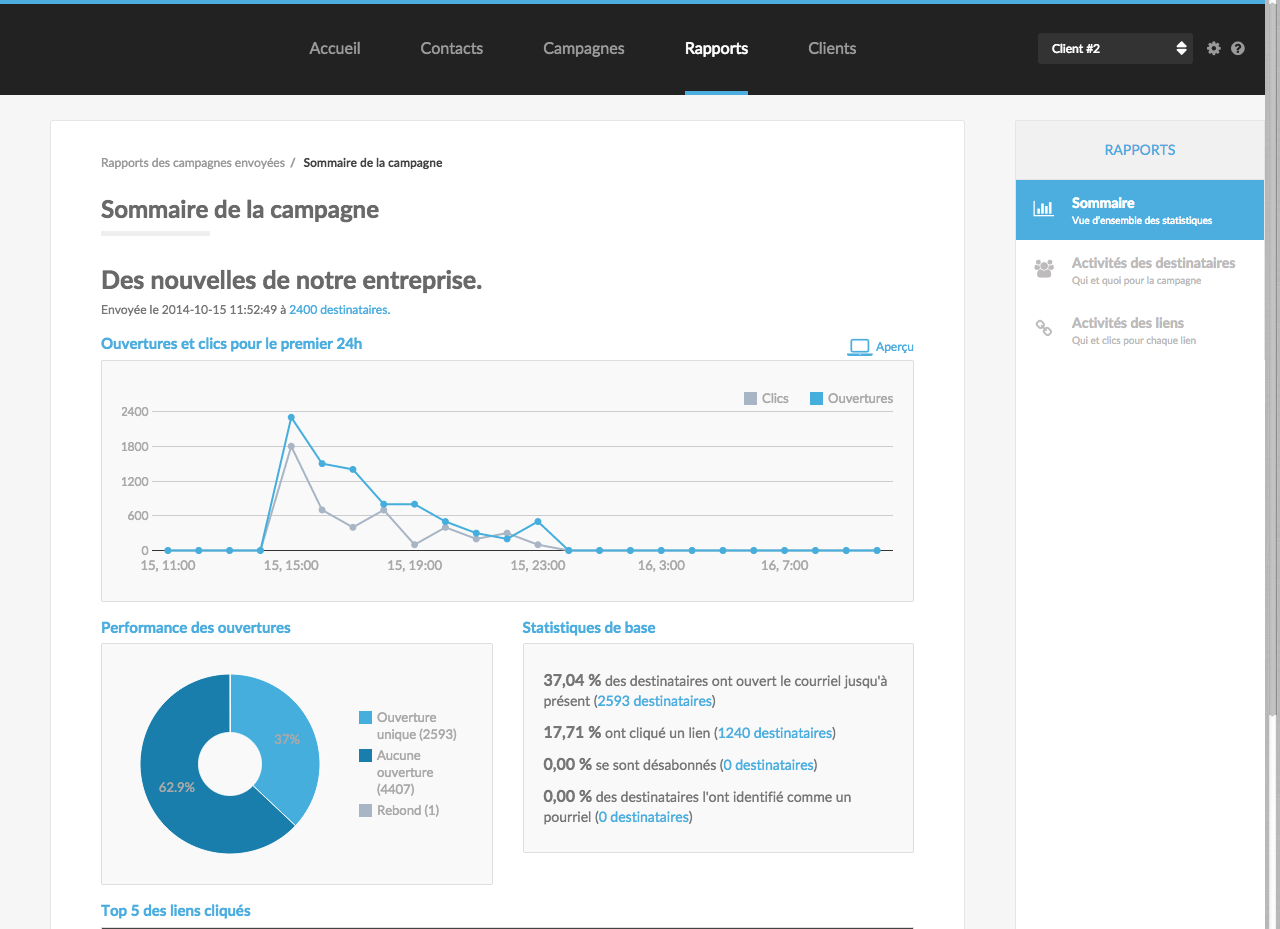 Accueil
Contacts
Campagnes
Rapports
Clients
Client #2
Rapports des campagnes envoyées / Sommaire de la campagne
Sommaire de la campagne
Des nouvelles de notre entreprise.
Envoyée le 2014-10-15 11:52:49 à 2400 destinataires.
Ouvertures et clics pour le premier 24h
Aperçu
Clics
Ouvertures
2400
1800
1200
600
0
15, 11:00
15, 15:00
15, 19:00
15, 23:00
16, 3:00
16, 7:00
Performance des ouvertures
37%
62.9%
Ouverture
unique (2593)
Aucune
ouverture
(4407)
Rebond (1)
Statistiques de base
37,04 % des destinataires ont ouvert le courriel jusqu'à
présent (2593 destinataires)
17,71 % ont cliqué un lien (1240 destinataires)
0,00 % se sont désabonnés (0 destinataires)
0,00 % des destinataires l'ont identifié comme un
pourriel (0 destinataires)
Top 5 des liens cliqués
RAPPORTS
Sommaire
Vue d'ensemble des statistiques
Activités des destinataires
Qui et quoi pour la campagne
Activités des liens
Qui et clics pour chaque lien